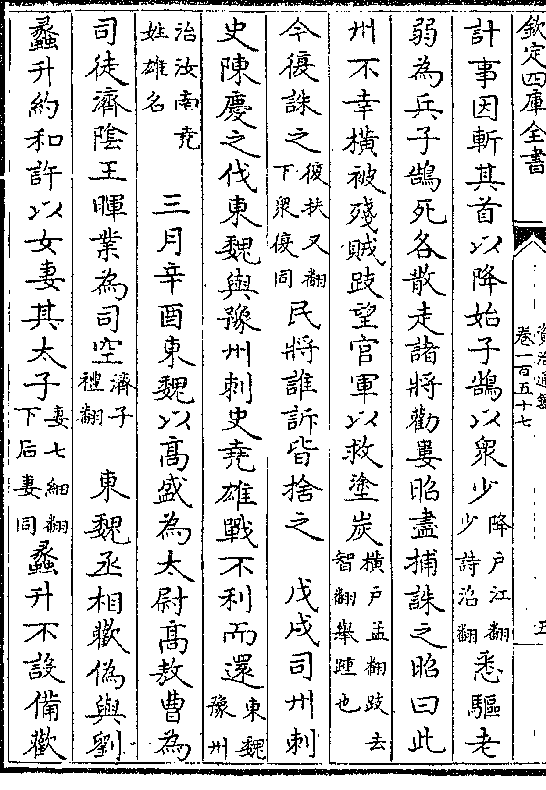 欽定四庫全書
資治通鑑
卷一百五十七
五
計事因斬其首以降始子鵠以衆少降戸江翻少詩沼翻悉驅老
弱為兵子鵠死各散走諸將勸婁昭盡捕誅之昭曰此
州不幸橫被殘賊跂望官軍以救塗炭橫戸孟翻跂去智翻舉踵也
今復誅之復扶又翻下衆復同民將誰訴皆捨之　戊戌司州刺
史陳慶之伐東魏與豫州刺史堯雄戰不利而還東魏豫州
治汝南堯姓雄名　三月辛酉東魏以高盛為太尉高敖曹為
司徒濟隂王暉業為司空濟子禮翻　東魏丞相歡偽與劉
蠡升約和許以女妻其太子妻七細翻下后妻同蠡升不設備歡